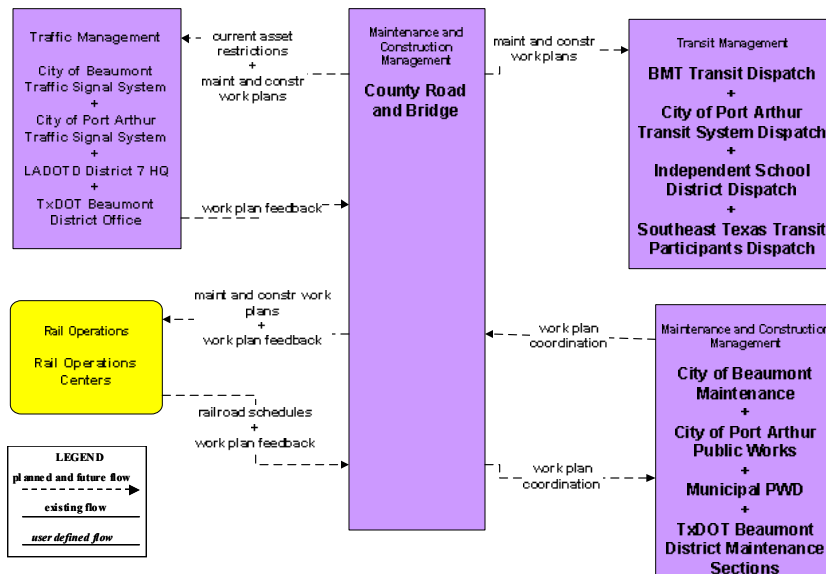 Traffic Management
City of Beaumont
Traffic Signal System
+
City of Port Arthur
Traffic Signal System
+
LADOTD District 7 HQ
+
TxDOT Beaumont
District Office
current asset
restrictions
+
maint and constr
work plans
work plan feedback
Maintenance and
Construction
Management
County Road
and Bridge
maint and constr
work plans
Transit Management
BMT Transit Dispatch
+
City of Port Arthur
Transit System Dispatch
+
Independent School
District Dispatch
+
Southeast Texas Transit
Participants Dispatch
Rail Operations
Rail Operations
Centers
maint and constr work
plans
+
work plan feedback
railroad schedules
+
work plan feedback
work plan
coordination
work plan
coordination
Maintenance and Construction
Management
City of Beaumont
Maintenance
+
City of Port Arthur
Public Works
+
Municipal PWD
+
TxDOT Beaumont
District Maintenance
Sections
LEGEND
planned and future flow
existing flow
user defined flow